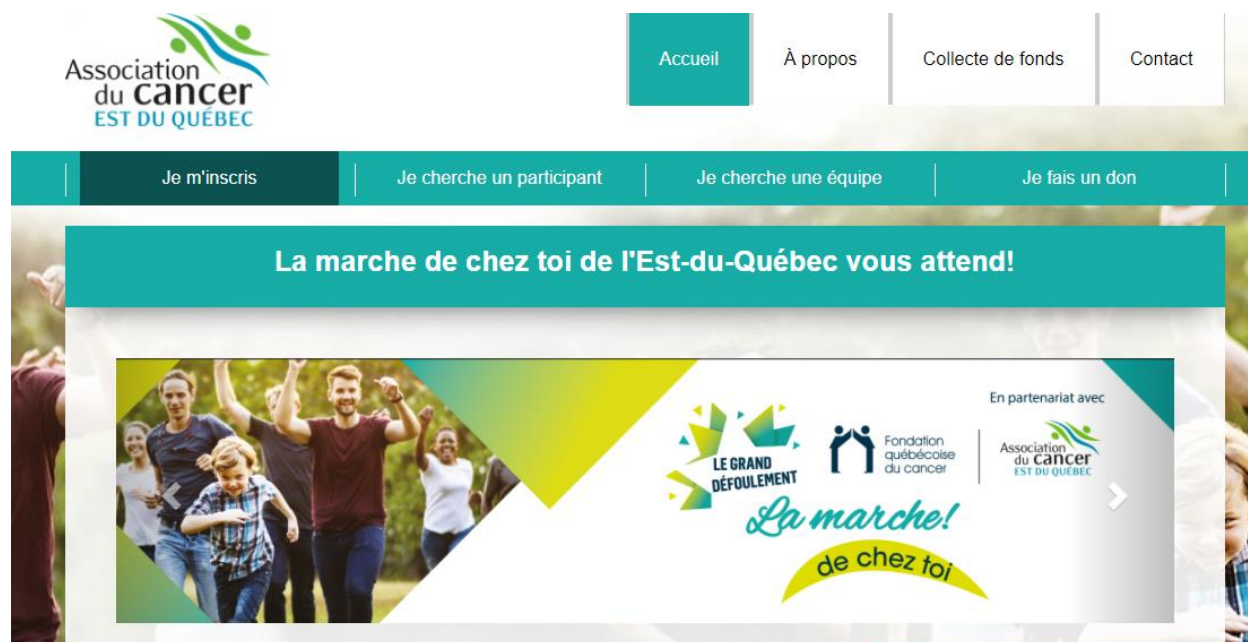 Association
du cancer
EST DU QUÉBEC
Accueil
À propos
Collecte de fonds
Contact
Je m'inscris
Je cherche un participant
Je cherche une équipe
Je fais un don
La marche de chez toi de l'Est-du-Québec vous attend!
LE GRAND
DÉFOULEMENT
Fondation
québécoise
du cancer
En partenariat avec
Association
du cancer
EST DU QUÉBEC
La marche!
de chez toi